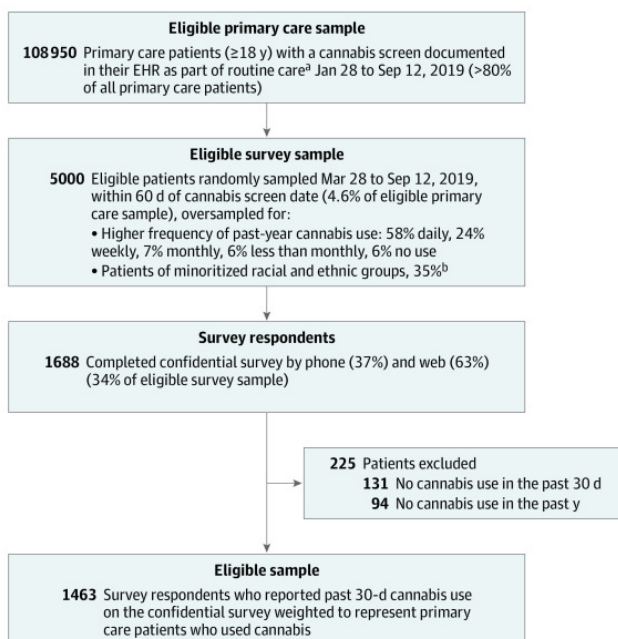 Eligible primary care sample
108 950 Primary care patients (≥18 y) with a cannabis screen documented
in their EHR as part of routine careᵃ Jan 28 to Sep 12, 2019 (>80%
of all primary care patients)
Eligible survey sample
5000 Eligible patients randomly sampled Mar 28 to Sep 12, 2019,
within 60 d of cannabis screen date (4.6% of eligible primary
care sample), oversampled for:
• Higher frequency of past-year cannabis use: 58% daily, 24%
weekly, 7% monthly, 6% less than monthly, 6% no use
• Patients of minoritized racial and ethnic groups, 35%ᵇ
Survey respondents
1688 Completed confidential survey by phone (37%) and web (63%)
(34% of eligible survey sample)
225 Patients excluded
131 No cannabis use in the past 30 d
94 No cannabis use in the past y
Eligible sample
1463 Survey respondents who reported past 30-d cannabis use
on the confidential survey weighted to represent primary
care patients who used cannabis